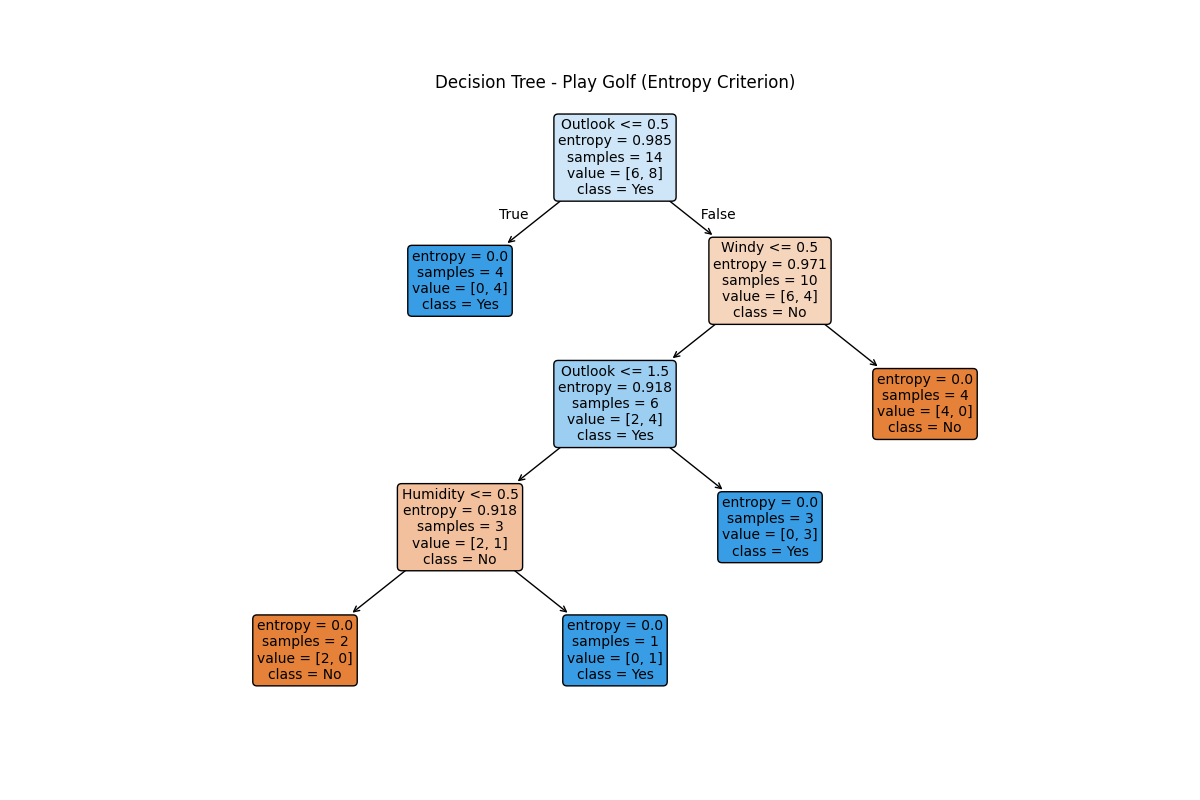 Decision Tree - Play Golf (Entropy Criterion)
Outlook <= 0.5
entropy = 0.985
samples = 14
value = [6, 8]
class = Yes
True
False
entropy = 0.0
samples = 4
value = [0, 4]
class = Yes
Windy <= 0.5
entropy = 0.971
samples = 10
value = [6, 4]
class = No
Outlook <= 1.5
entropy = 0.918
samples = 6
value = [2, 4]
class = Yes
entropy = 0.0
samples = 4
value = [4, 0]
class = No
Humidity <= 0.5
entropy = 0.918
samples = 3
value = [2, 1]
class = No
entropy = 0.0
samples = 3
value = [0, 3]
class = Yes
entropy = 0.0
samples = 2
value = [2, 0]
class = No
entropy = 0.0
samples = 1
value = [0, 1]
class = Yes